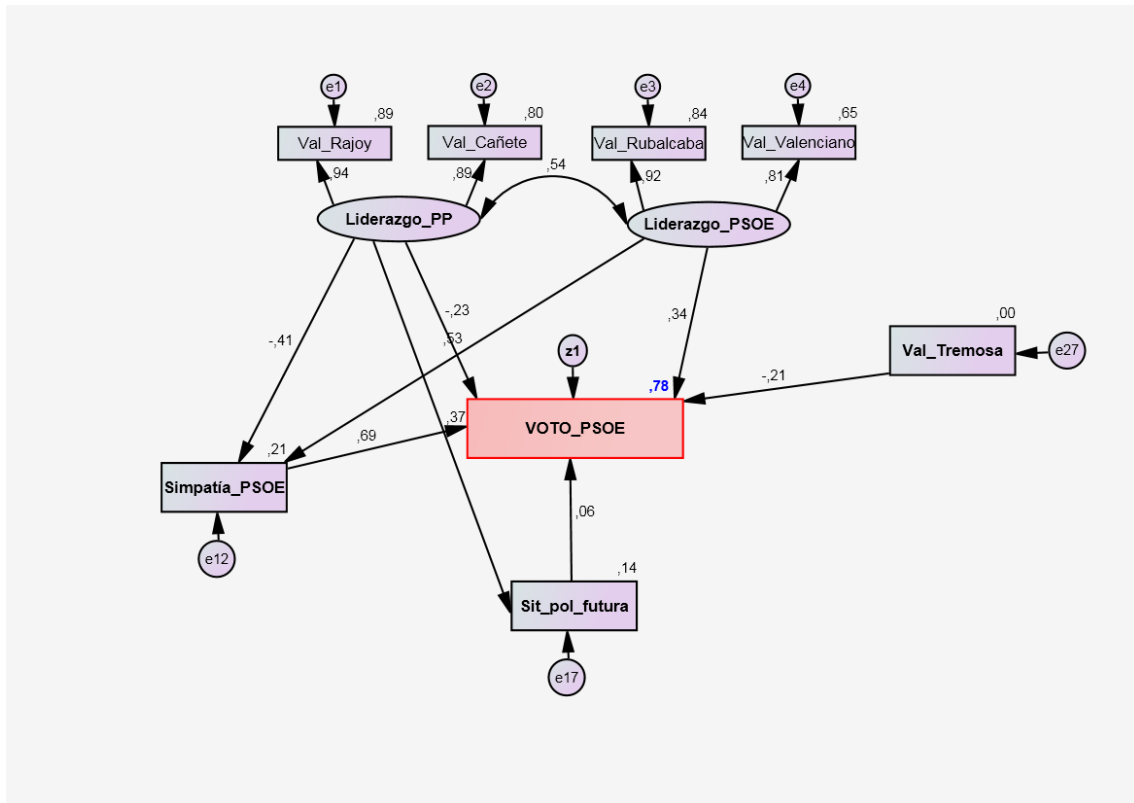 e1
e2
e3
e4
,89
,80
,84
,65
Val_Rajoy
Val_Cañete
Val_Rubalcaba
Val_Valenciano
,94
,89
,54
,92
,81
Liderazgo_PP
Liderazgo_PSOE
-,23
,34
,00
-,41
,53
z1
Val_Tremosa
e27
,78
-,21
,37
VOTO_PSOE
,21
,69
Simpatía_PSOE
,06
e12
,14
Sit_pol_futura
e17